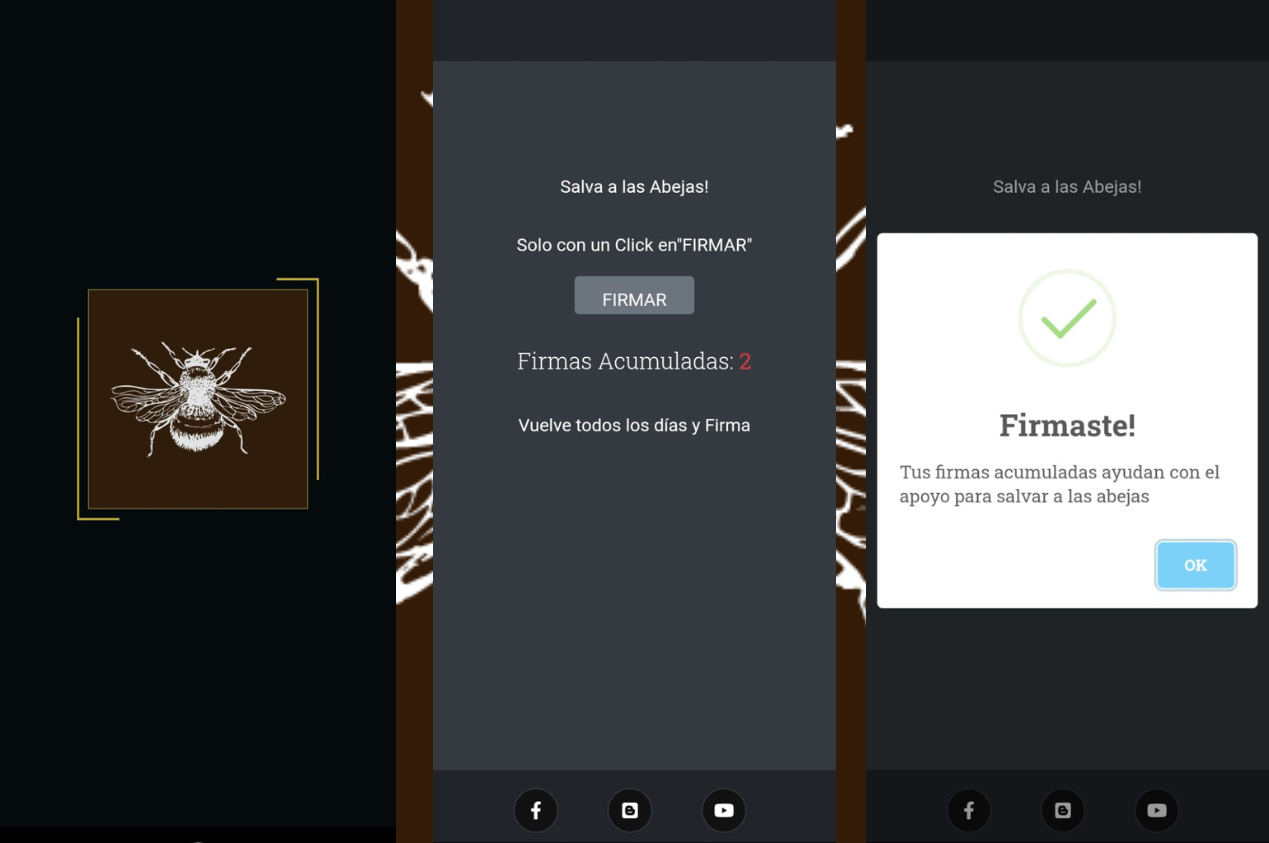 Salva a las Abejas!
Solo con un Click en"FIRMAR"
FIRMAR
Firmas Acumuladas: 2
Vuelve todos los días y Firma
Salva a las Abejas!
Firmaste!
Tus firmas acumuladas ayudan con el
apoyo para salvar a las abejas
OK